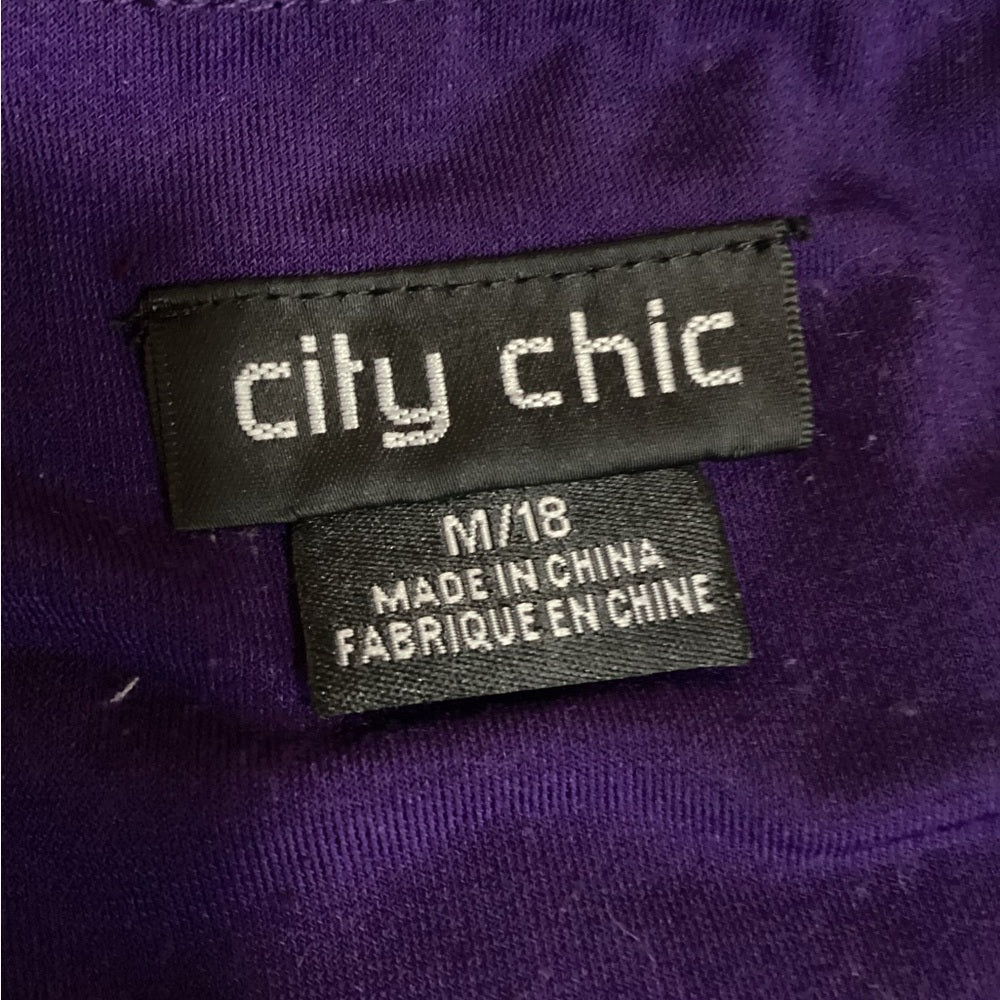 city chic
M/18
MADE IN CHINA
FABRIQUE EN CHINE